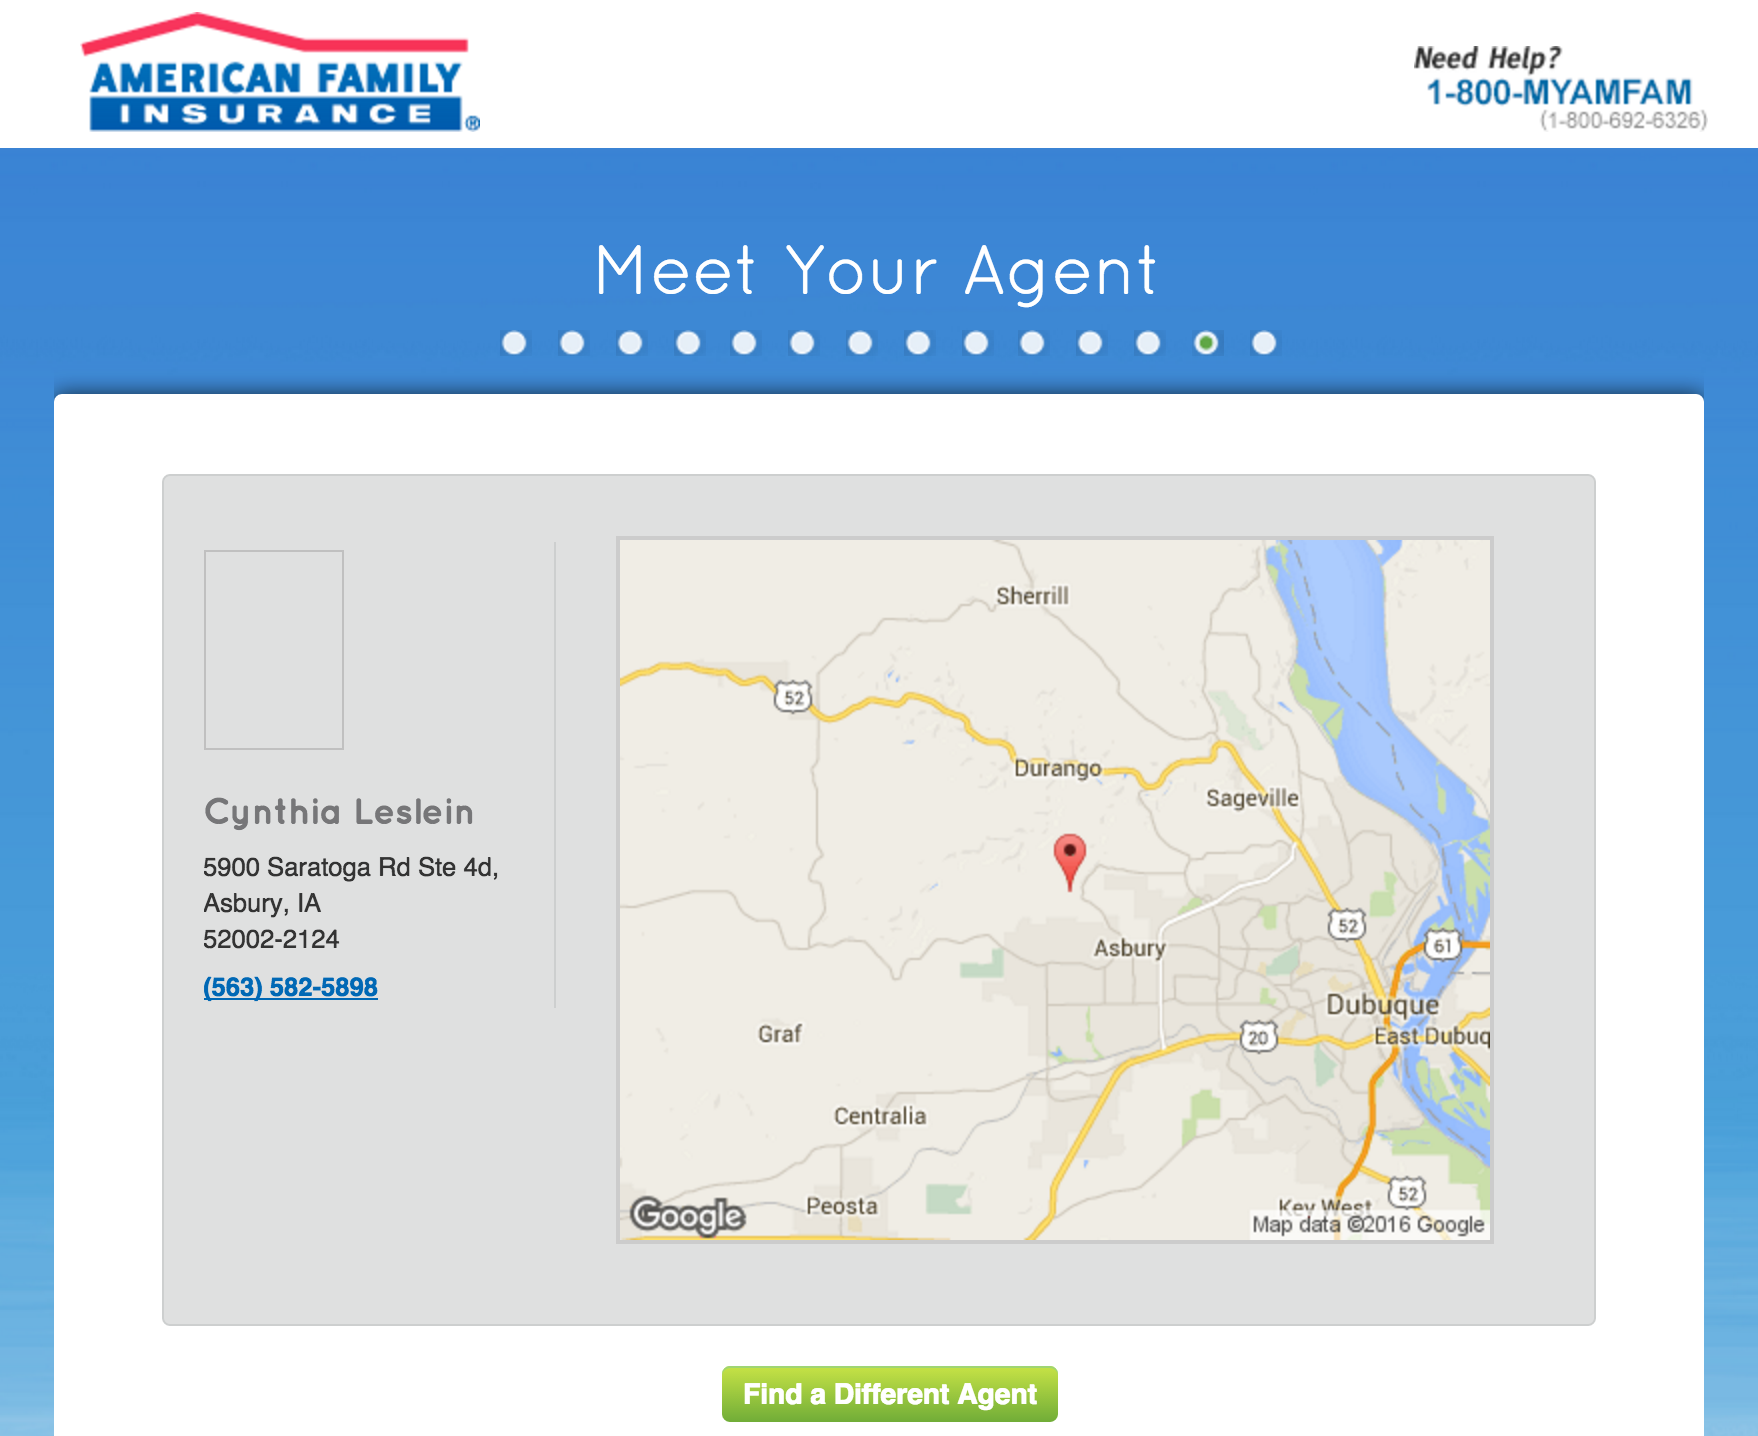 AMERICAN FAMILY
INSURANCE ®
Need Help?
1-800-MYAMFAM
(1-800-692-6326)
Meet Your Agent
Cynthia Leslein
5900 Saratoga Rd Ste 4d,
Asbury, IA
52002-2124
(563) 582-5898
Sherrill
52
Durango
Sageville
52
61
Asbury
Dubuque
Graf
20
East Dubuq
Centralia
52
Peosta
Key West
Google
Map data ©2016 Google
Find a Different Agent